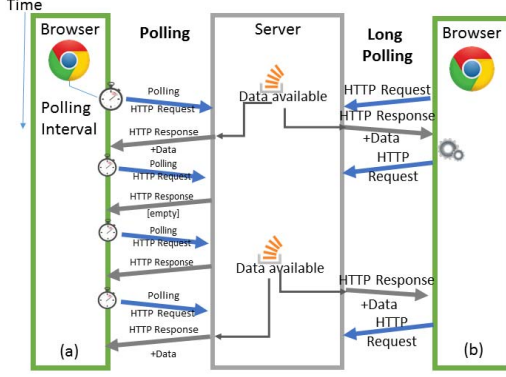 Time
Browser
Polling
Server
Long
Polling
Browser
Polling
Interval
Polling
HTTP Request
HTTP Response
+Data
Polling
HTTP Request
HTTP Response
[empty]
Polling
HTTP Request
HTTP Response
Polling
HTTP Request
HTTP Response
+Data
(a)
Data available
Data available
HTTP Request
HTTP Response
+Data
HTTP
Request
HTTP Response
+Data
HTTP
Request
(b)